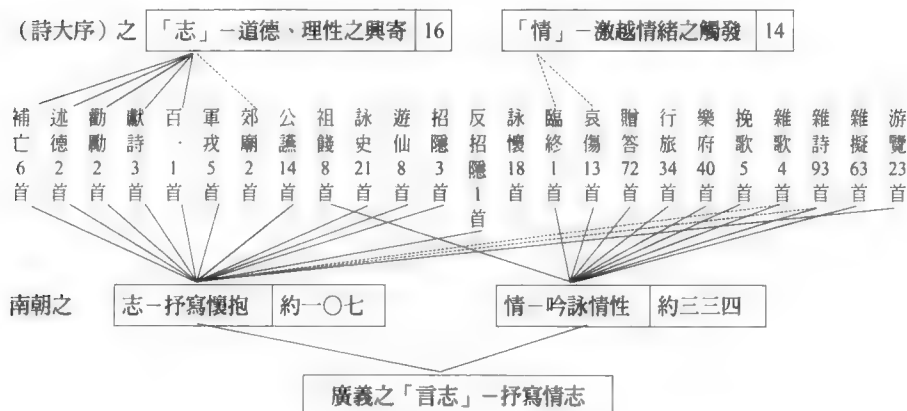 (詩大序)之 「志」－道德、理性之興寄 16 「情」－激越情緒之觸發 14
補亡6首
述德2首
勸勵2首
獻詩3首
百·1首
軍戎5首
郊廟2首
公讌14首
祖餞8首
詠史21首
遊仙8首
招隱3首
反招隱1首
詠懷18首
臨終1首
哀傷13首
贈答72首
行旅34首
樂府40首
挽歌5首
雜歌4首
雜詩93首
雜擬63首
游覽23首
南朝之 志－抒寫懷抱 約一〇七 情－吟詠情性 約三三四
廣義之「言志」－抒寫情志